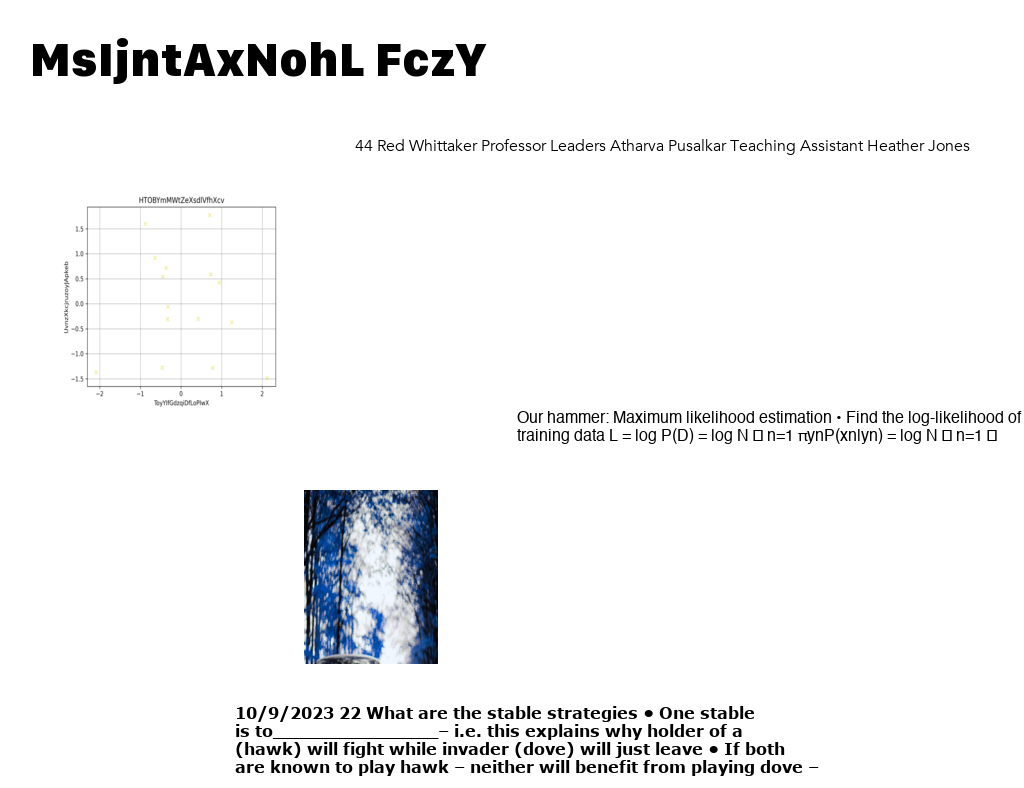 MsIjntAxNohL FczY
44 Red Whittaker Professor Leaders Atharva Pusalkar Teaching Assistant Heather Jones
HTOBYmMWtZeXsdIVfhXcv
1.5
1.0
0.5
0.0
−0.5
−1.0
−1.5
−2 −1 0 1 2
Our hammer: Maximum likelihood estimation • Find the log-likelihood of
training data L = log P(D) = log N � n=1 πynP(xn|yn) = log N � n=1 �
10/9/2023 22 What are the stable strategies ● One stable
is to___________________– i.e. this explains why holder of a
(hawk) will fight while invader (dove) will just leave ● If both
are known to play hawk – neither will benefit from playing dove –